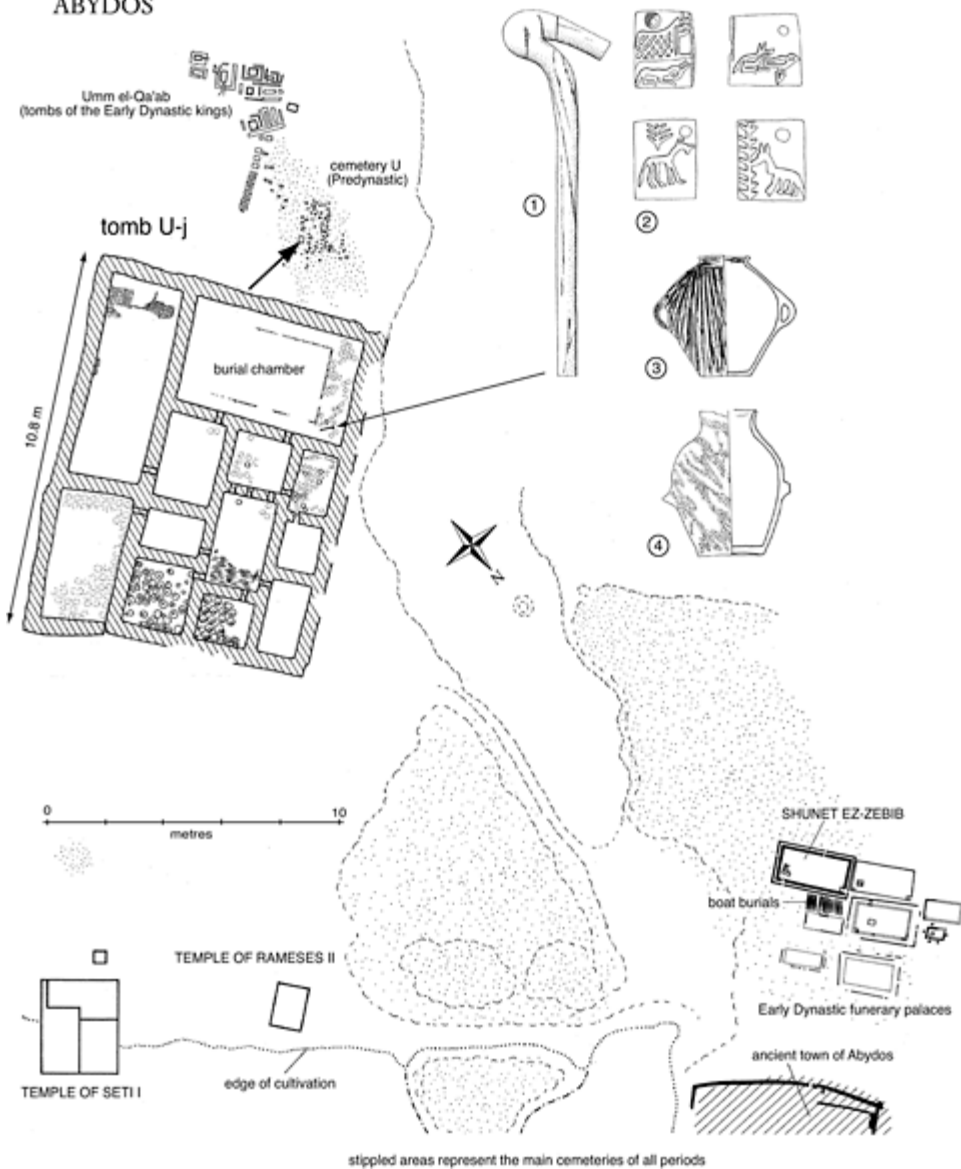 ABYDOS
Umm el-Qa'ab
(tombs of the Early Dynastic kings)
cemetery U
(Predynastic)
tomb U-j
burial chamber
10.8 m
1
2
3
4
N
0
10
metres
SHUNET EZ-ZEBIB
boat burials
Early Dynastic funerary palaces
TEMPLE OF RAMESES II
TEMPLE OF SETI I
edge of cultivation
ancient town of Abydos
stippled areas represent the main cemeteries of all periods